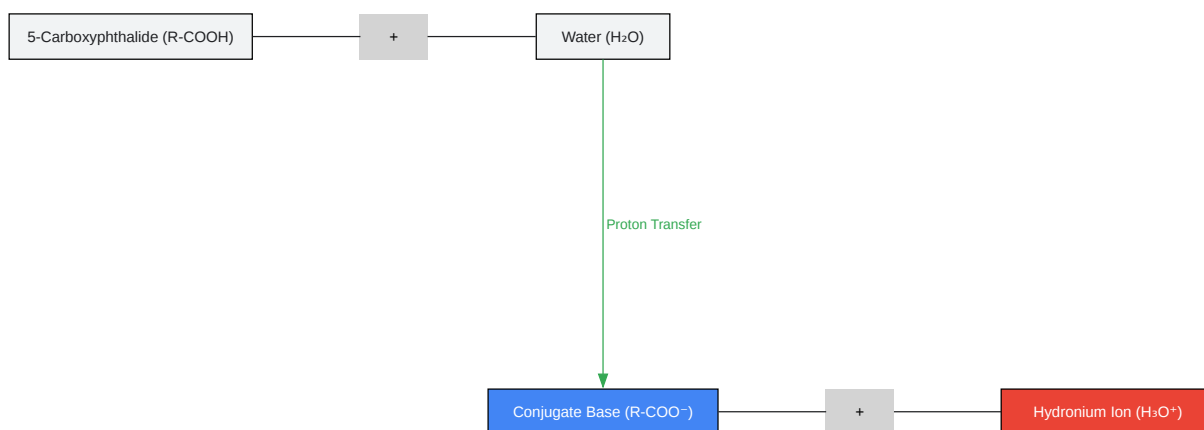 5-Carboxyphthalide (R-COOH)
+
Water (H₂O)
Proton Transfer
Conjugate Base (R-COO⁻)
+
Hydronium Ion (H₃O⁺)